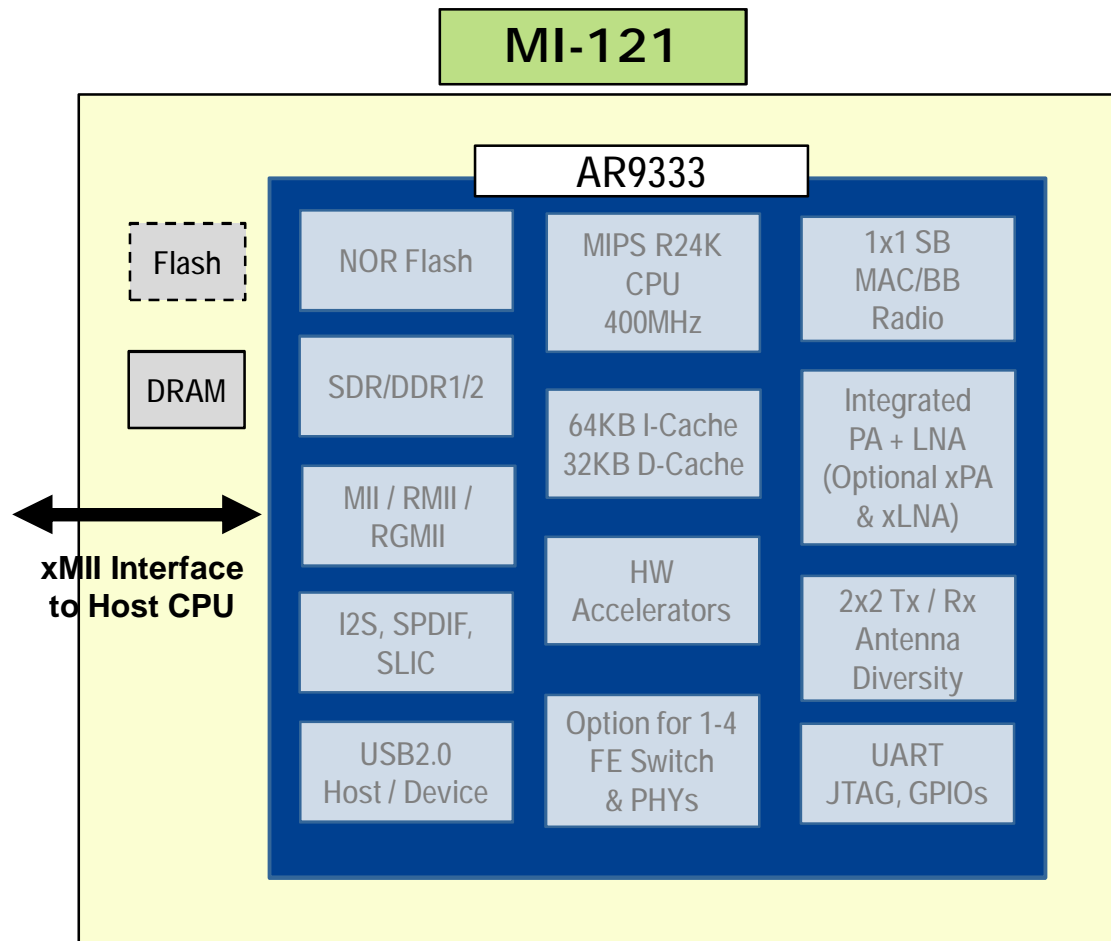 MI-121
AR9333
Flash
DRAM
xMII Interface
to Host CPU
NOR Flash
SDR/DDR1/2
MII / RMII /
RGMII
I2S, SPDIF,
SLIC
USB2.0
Host / Device
MIPS R24K
CPU
400MHz
64KB I-Cache
32KB D-Cache
HW
Accelerators
Option for 1-4
FE Switch
& PHYs
1x1 SB
MAC/BB
Radio
Integrated
PA + LNA
(Optional xPA
& xLNA)
2x2 Tx / Rx
Antenna
Diversity
UART
JTAG, GPIOs